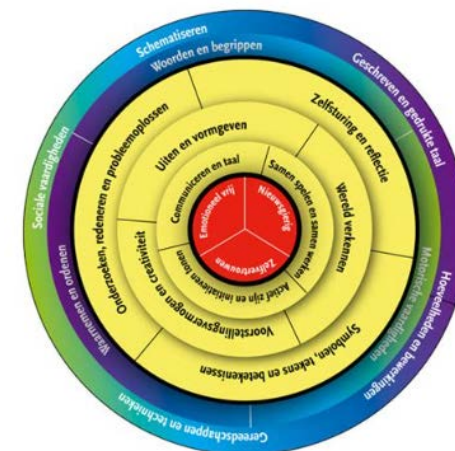 Schematiseren
Woorden en begrippen
Geschreven en gedrukte taal
Sociale vaardigheden
Motorische vaardigheden
Hoeveelheden en bewerkingen
Waarnemen en ordenen
Gereedschappen en technieken
Onderzoeken, redeneren en probleemoplossen
Zelfsturing en reflectie
Symbolen, tekens en betekenissen
Uiten en vormgeven
Wereld verkennen
Voorstellingsvermogen en creativiteit
Communiceren en taal
Samen spelen en samen werken
Actief zijn en initiatieven tonen
Emotioneel vrij
Nieuwsgierig
Zelfvertrouwen